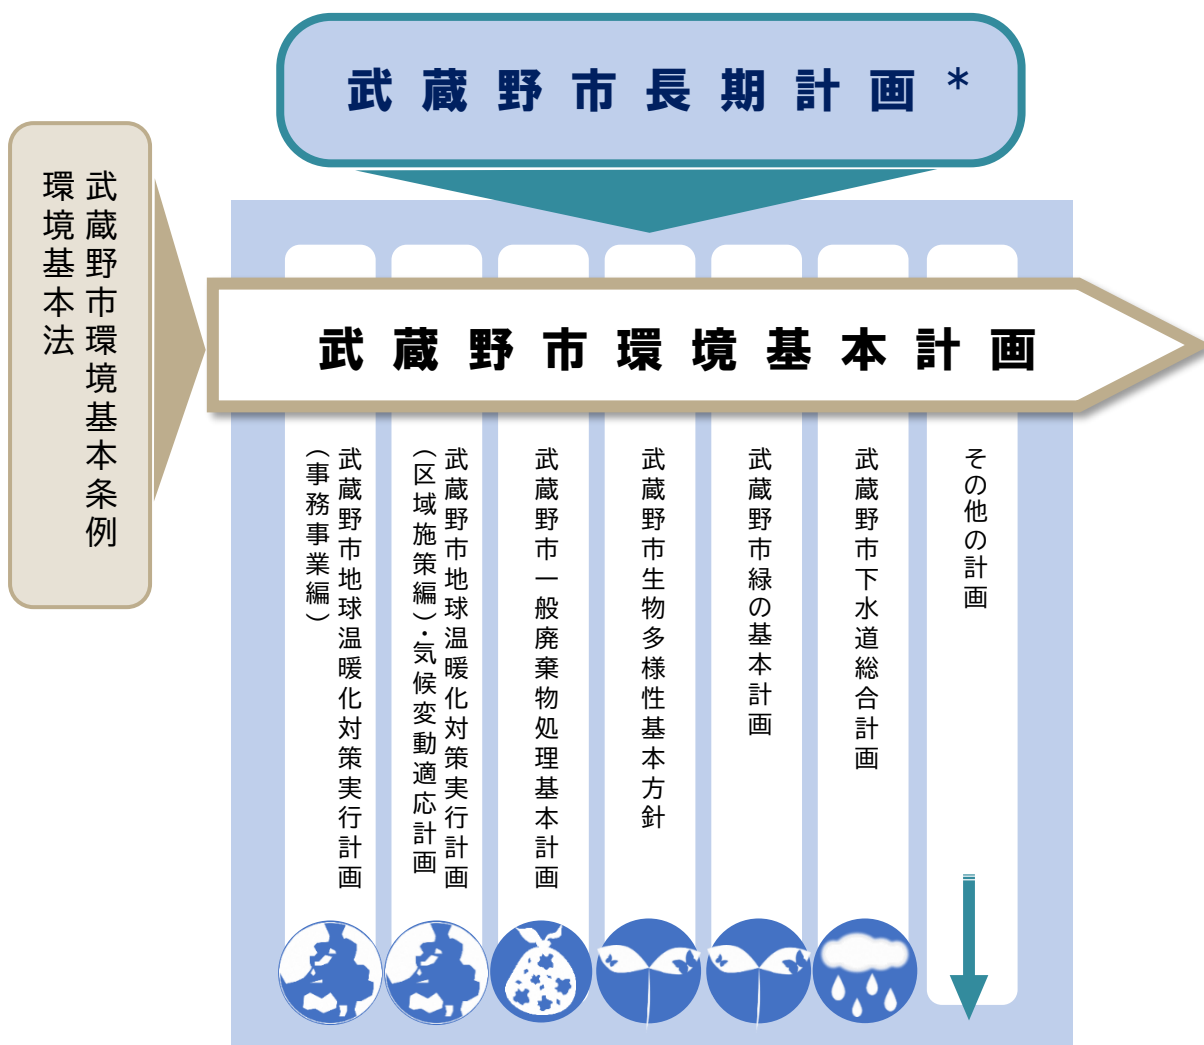 武蔵野市長期計画*
武蔵野市環境基本条例
環境基本法
武蔵野市環境基本計画
武蔵野市地球温暖化対策実行計画
（事務事業編）
武蔵野市地球温暖化対策実行計画
（区域施策編）・気候変動適応計画
武蔵野市一般廃棄物処理基本計画
武蔵野市生物多様性基本方針
武蔵野市緑の基本計画
武蔵野市下水道総合計画
その他の計画